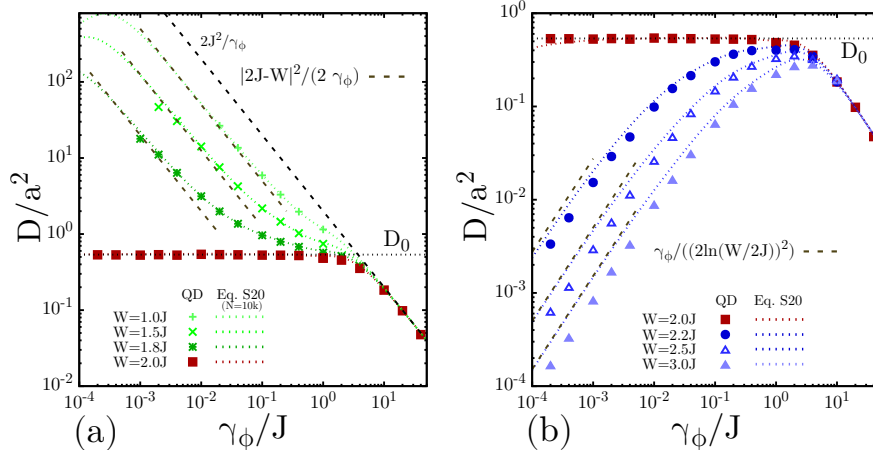 10²
10¹
10⁰
10⁻¹
10⁻²
D/a²
2J²/γ_ϕ
|2J-W|²/(2 γ_ϕ)
D₀
QD Eq. S20
(N=10k)
W=1.0J
W=1.5J
W=1.8J
W=2.0J
10⁻⁴ 10⁻³ 10⁻² 10⁻¹ 10⁰ 10¹
(a) γ_ϕ/J
10⁰
10⁻¹
10⁻²
10⁻³
10⁻⁴
D/a²
D₀
γ_ϕ/((2ln(W/2J))²)
QD Eq. S20
W=2.0J
W=2.2J
W=2.5J
W=3.0J
10⁻⁴ 10⁻³ 10⁻² 10⁻¹ 10⁰ 10¹
(b) γ_ϕ/J